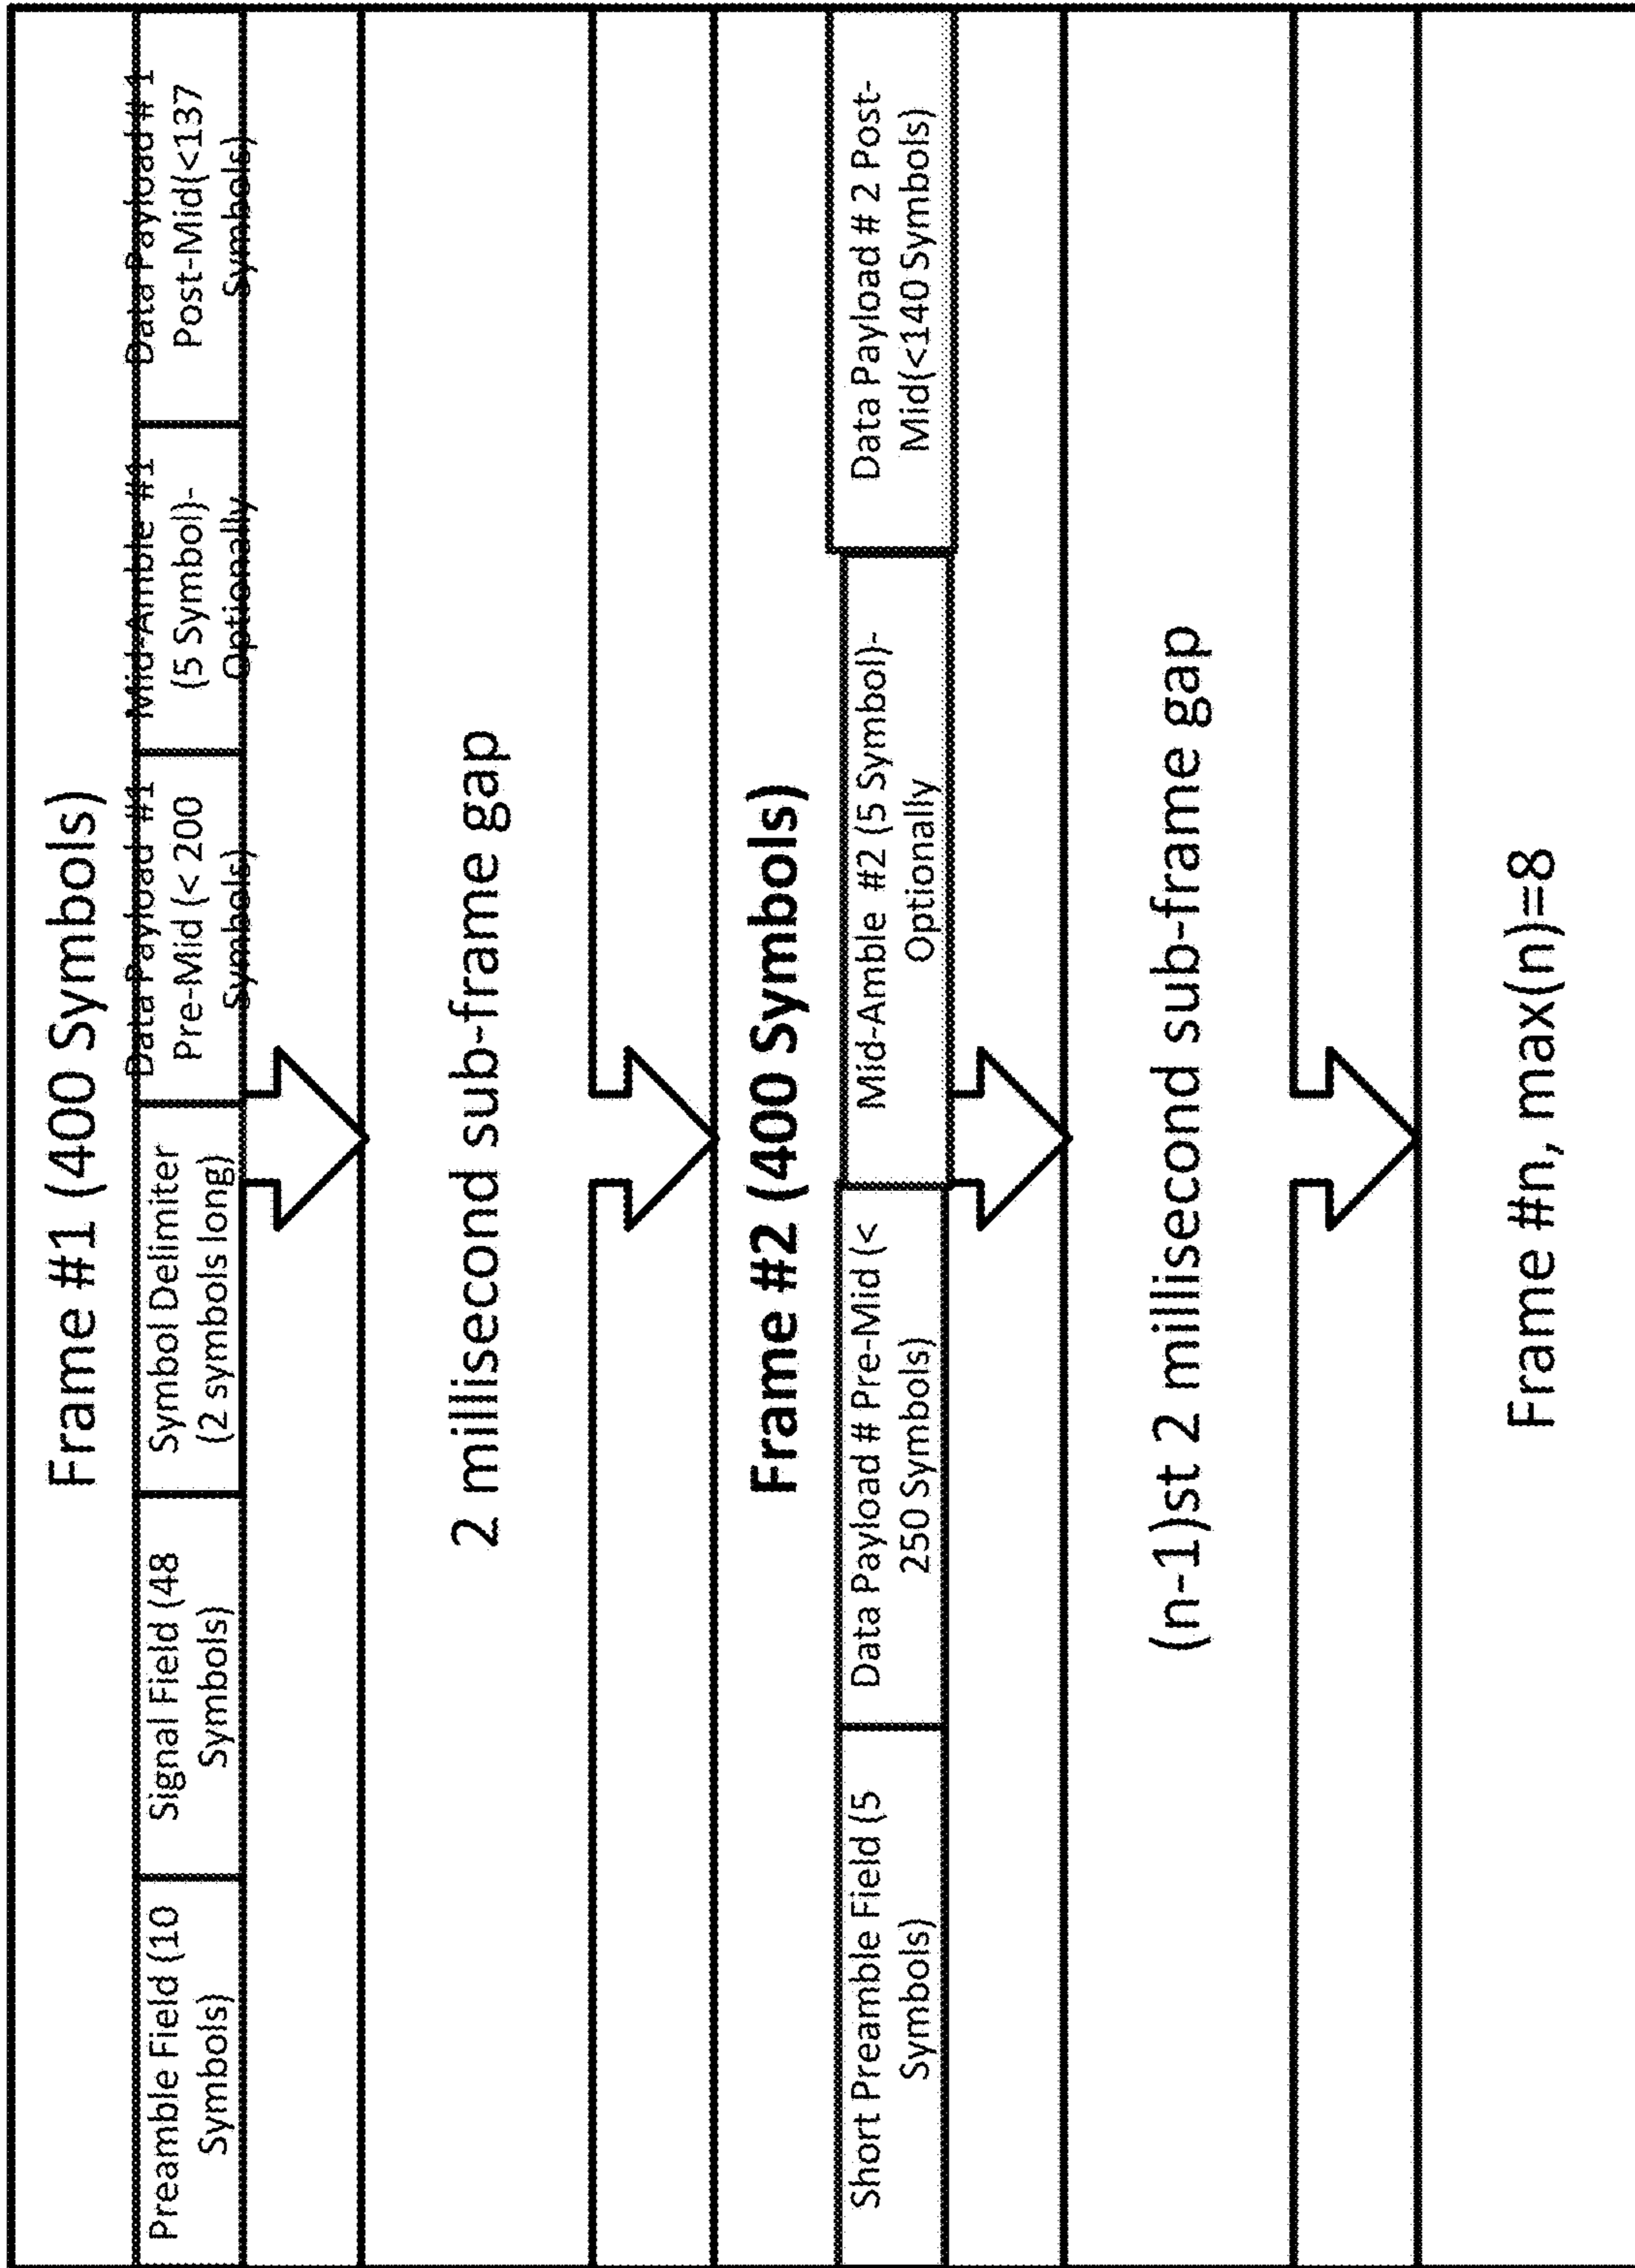 Frame #1 (400 Symbols)
Preamble Field (10
Symbols)
Signal Field (48
Symbols)
Symbol Delimiter
(2 symbols long)
Data Payload #1
Pre-Mid (< 200
Symbols)
Mid-Amble #1
(5 Symbol)-
Optionally
Data Payload # 1
Post-Mid(<137
Symbols)
2 millisecond sub-frame gap
Frame #2 (400 Symbols)
Short Preamble Field (5
Symbols)
Data Payload # Pre-Mid (<
250 Symbols)
Mid-Amble #2 (5 Symbol)-
Optionally
Data Payload # 2 Post-
Mid(<140 Symbols)
(n-1)st 2 millisecond sub-frame gap
Frame #n, max(n)=8